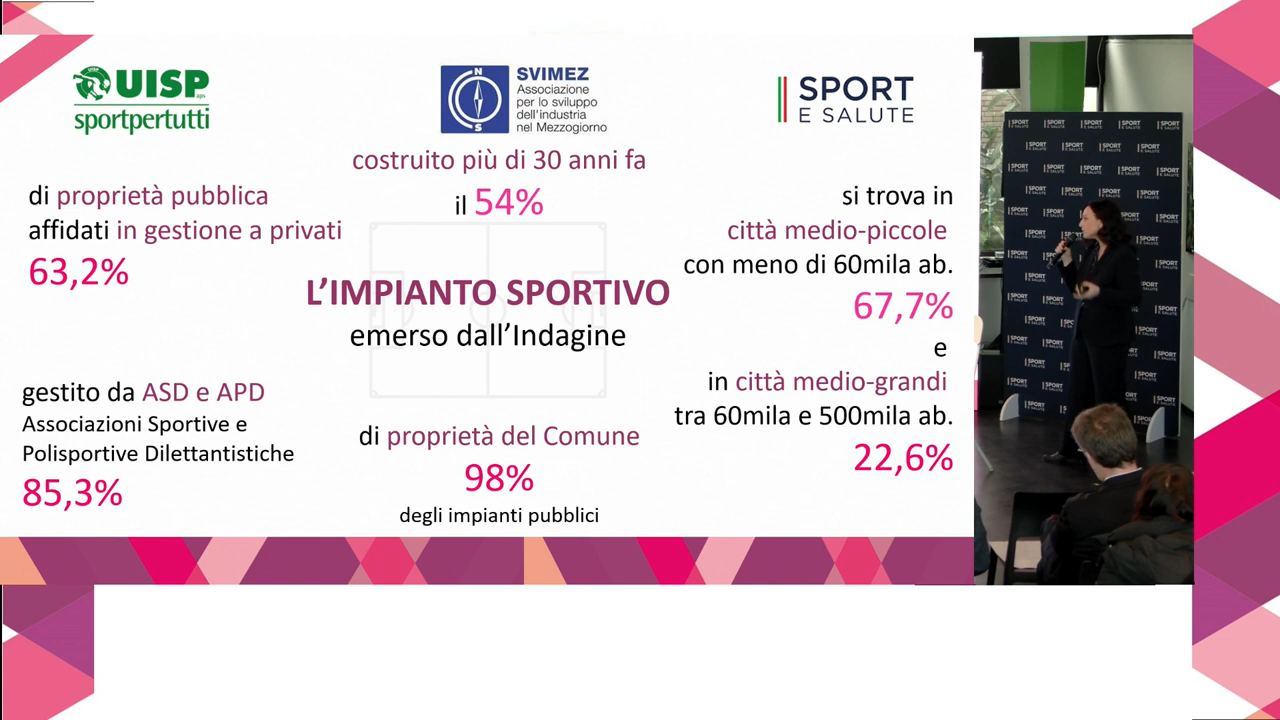 UISP
aps
sportpertutti
N
S
SVIMEZ
Associazione
per lo sviluppo
dell'industria
nel Mezzogiorno
SPORT
E SALUTE
costruito più di 30 anni fa
il 54%
di proprietà pubblica
affidati in gestione a privati
63,2%
si trova in
città medio-piccole
con meno di 60mila ab.
67,7%
e
in città medio-grandi
tra 60mila e 500mila ab.
22,6%
L'IMPIANTO SPORTIVO
emerso dall'Indagine
gestito da ASD e APD
Associazioni Sportive e
Polisportive Dilettantistiche
85,3%
di proprietà del Comune
98%
degli impianti pubblici
SPORT
E SALUTE